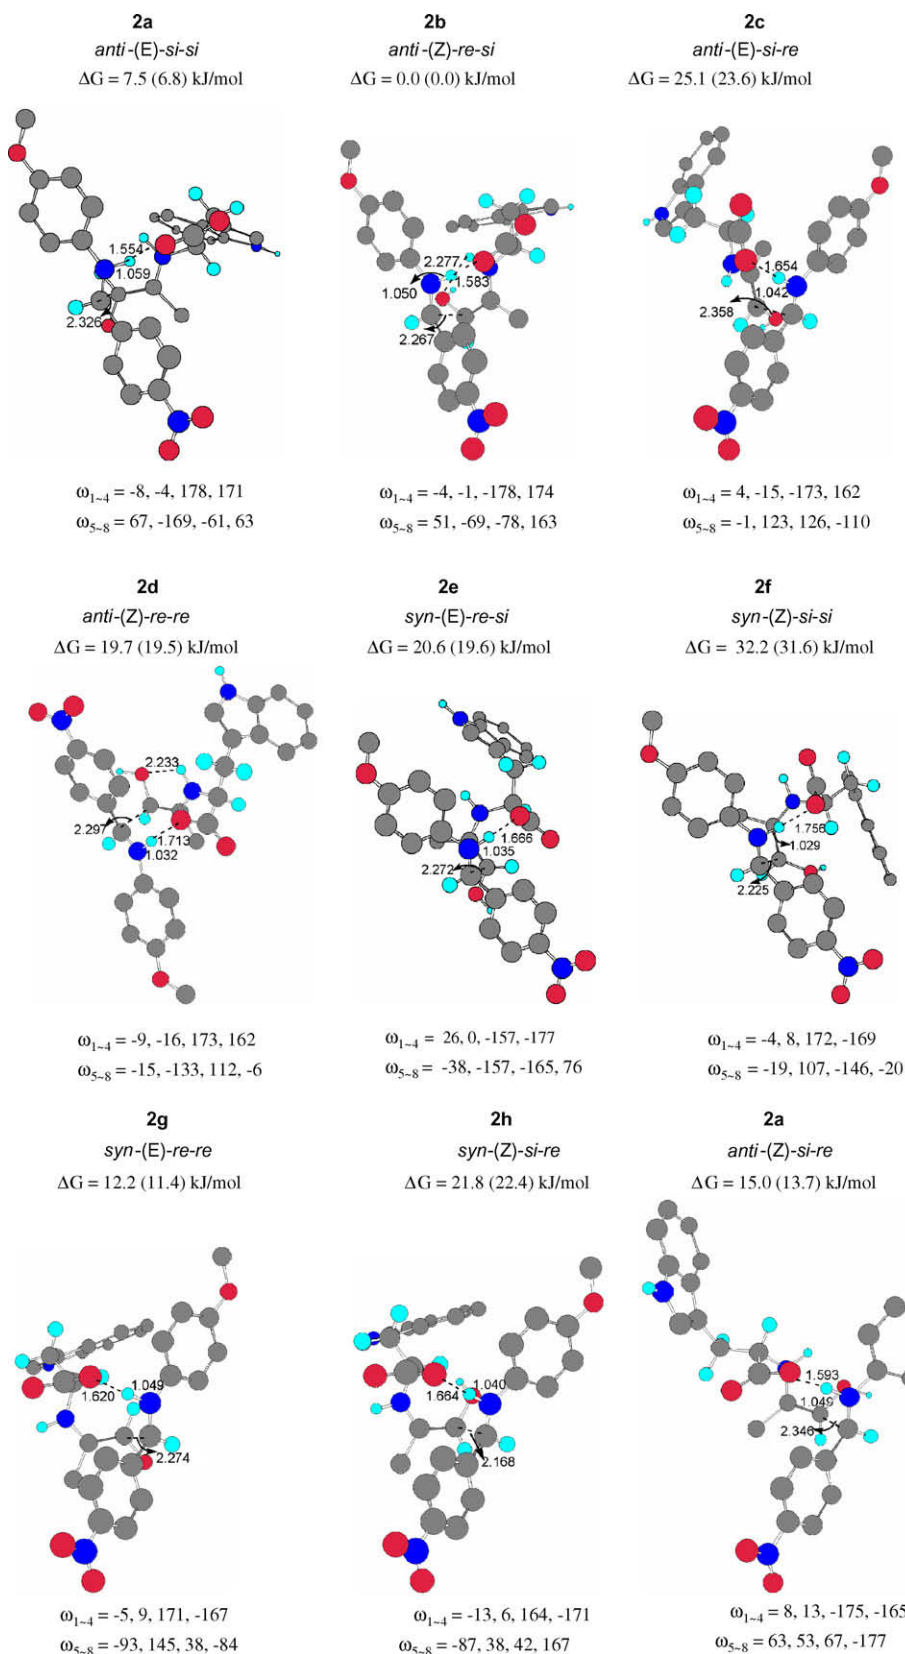 2a 2b 2c
anti-(E)-si-si anti-(Z)-re-si anti-(E)-si-re
ΔG = 7.5 (6.8) kJ/mol ΔG = 0.0 (0.0) kJ/mol ΔG = 25.1 (23.6) kJ/mol
1.554
1.059
2.326
2.277
1.583
1.050
2.267
1.654
1.042
2.358
ω1~4 = -8, -4, 178, 171 ω1~4 = -4, -1, -178, 174 ω1~4 = 4, -15, -173, 162
ω5~8 = 67, -169, -61, 63 ω5~8 = 51, -69, -78, 163 ω5~8 = -1, 123, 126, -110
2d 2e 2f
anti-(Z)-re-re syn-(E)-re-si syn-(Z)-si-si
ΔG = 19.7 (19.5) kJ/mol ΔG = 20.6 (19.6) kJ/mol ΔG = 32.2 (31.6) kJ/mol
2.233
2.297
1.713
1.032
1.666
1.035
2.272
1.756
1.029
2.225
ω1~4 = -9, -16, 173, 162 ω1~4 = 26, 0, -157, -177 ω1~4 = -4, 8, 172, -169
ω5~8 = -15, -133, 112, -6 ω5~8 = -38, -157, -165, 76 ω5~8 = -19, 107, -146, -20
2g 2h 2a
syn-(E)-re-re syn-(Z)-si-re anti-(Z)-si-re
ΔG = 12.2 (11.4) kJ/mol ΔG = 21.8 (22.4) kJ/mol ΔG = 15.0 (13.7) kJ/mol
1.049
1.620
2.274
1.040
1.664
2.168
1.593
1.049
2.346
ω1~4 = -5, 9, 171, -167 ω1~4 = -13, 6, 164, -171 ω1~4 = 8, 13, -175, -165
ω5~8 = -93, 145, 38, -84 ω5~8 = -87, 38, 42, 167 ω5~8 = 63, 53, 67, -177